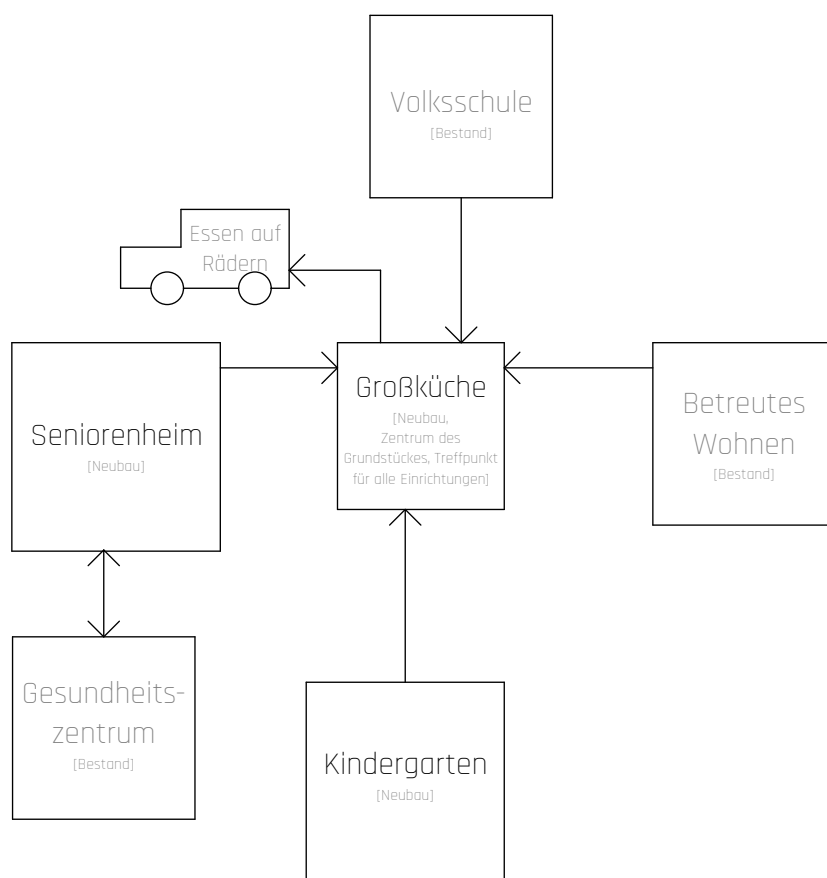 Volksschule
[Bestand]
Essen auf
Rädern
Großküche
[Neubau,
Zentrum des
Grundstückes, Treffpunkt
für alle Einrichtungen]
Seniorenheim
[Neubau]
Betreutes
Wohnen
[Bestand]
Gesundheits-
zentrum
[Bestand]
Kindergarten
[Neubau]